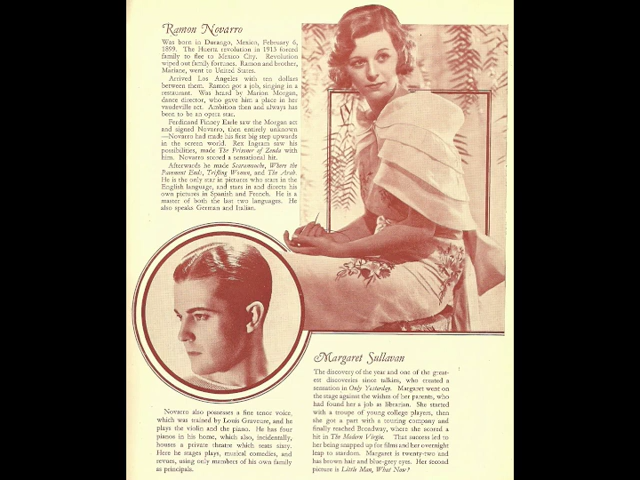 Ramon Novarro
Was born in Durango, Mexico, February 6,
1899. The Huerta revolution in 1913 forced
family to flee to Mexico City. Revolution
wiped out family fortunes. Ramon and brother,
Mariano, went to United States.
Arrived Los Angeles with ten dollars
between them. Ramon got a job, singing in a
restaurant. Was heard by Marion Morgan,
dance director, who gave him a place in her
vaudeville act. Ambition then and always has
been to be an opera star.
Ferdinand Pinney Earle saw the Morgan act
and signed Novarro, then entirely unknown
—Novarro had made his first big step upwards
in the screen world. Rex Ingram saw his
possibilities, made The Prisoner of Zenda with
him. Novarro scored a sensational hit.
Afterwards he made Scaramouche, Where the
Pavement Ends, Trifling Women, and The Arab.
He is the only star in pictures who stars in the
English language, and stars in and directs his
own pictures in Spanish and French. He is a
master of both the last two languages. He
also speaks German and Italian.
Novarro also possesses a fine tenor voice,
which was trained by Louis Graveure, and he
plays the violin and the piano. He has four
pianos in his home, which also, incidentally,
houses a private theatre which seats sixty.
Here he stages plays, musical comedies, and
revues, using only members of his own family
as principals.
Margaret Sullavan
The discovery of the year and one of the great-
est discoveries since talkies, who created a
sensation in Only Yesterday. Margaret went on
the stage against the wishes of her parents, who
had found her a job as librarian. She started
with a troupe of young college players, then
she got a part with a touring company and
finally reached Broadway, where she scored a
hit in The Modern Virgin. That success led to
her being snapped up for films and her overnight
leap to stardom. Margaret is twenty-two and
has brown hair and blue-grey eyes. Her second
picture is Little Man, What Now?